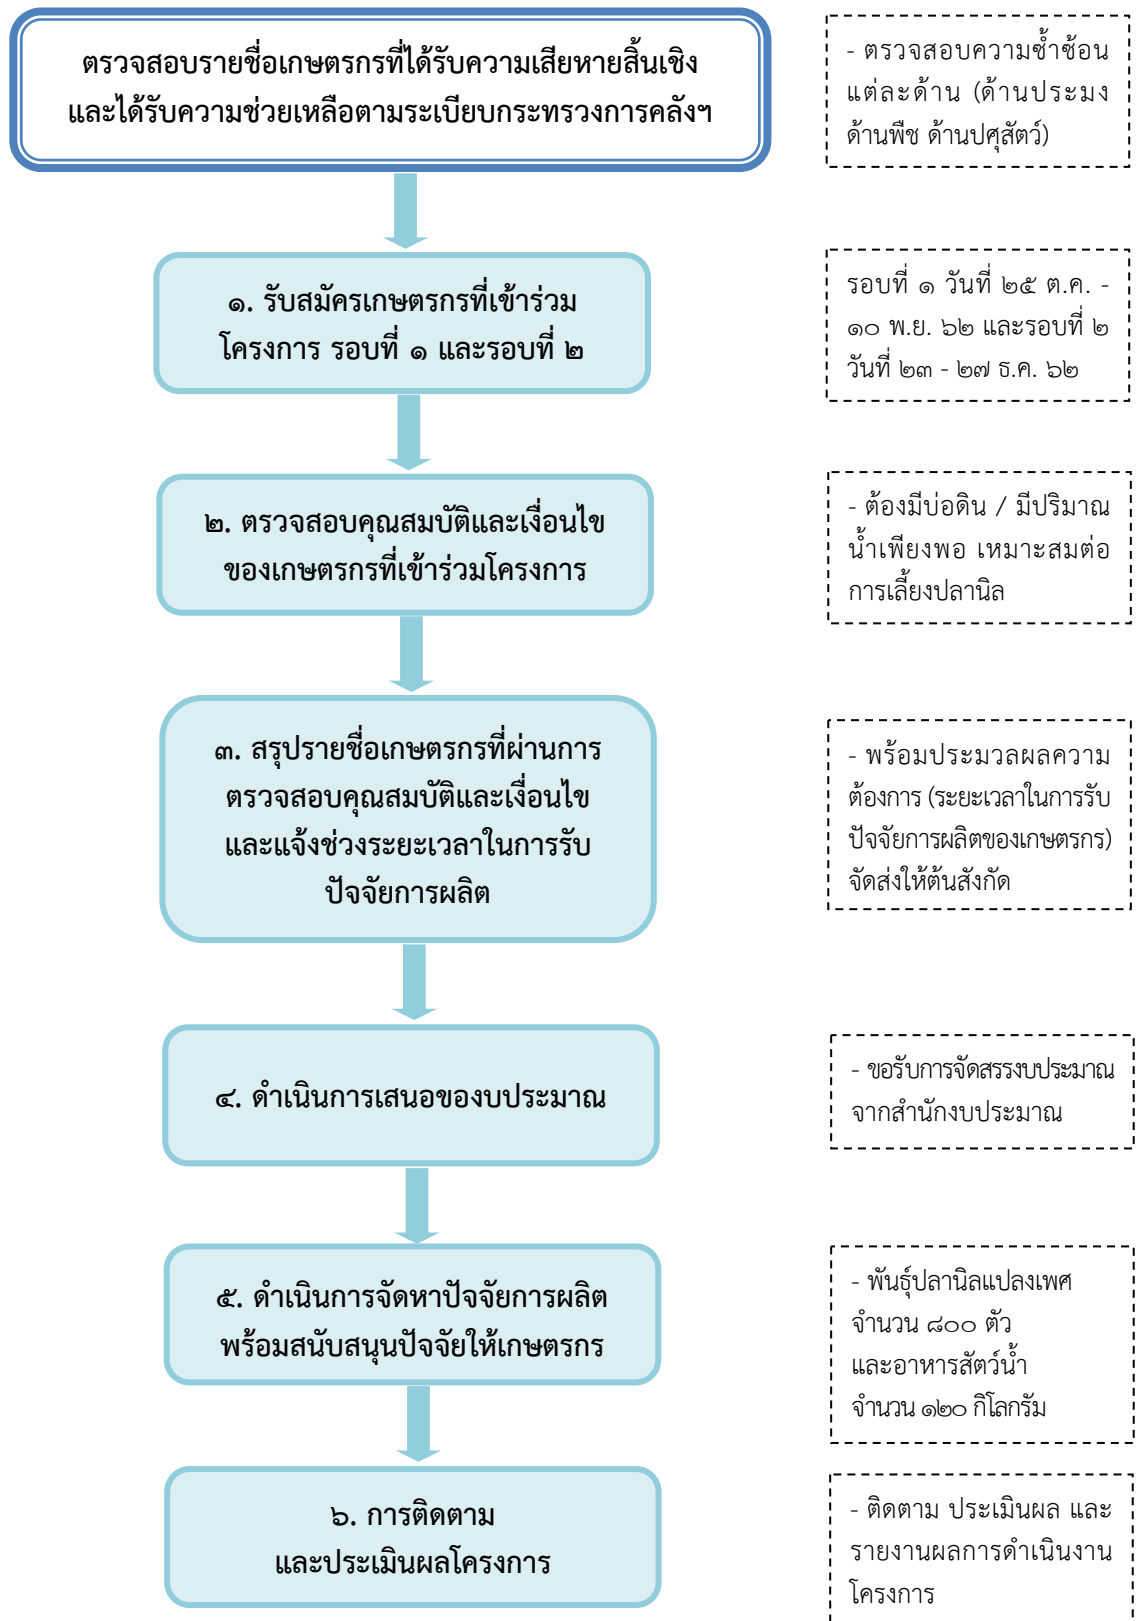 ตรวจสอบรายชื่อเกษตรกรที่ได้รับความเสียหายสิ้นเชิง
และได้รับความช่วยเหลือตามระเบียบกระทรวงการคลังฯ
- ตรวจสอบความซ้ำซ้อน
แต่ละด้าน (ด้านประมง
ด้านพืช ด้านปศุสัตว์)
๑. รับสมัครเกษตรกรที่เข้าร่วม
โครงการ รอบที่ ๑ และรอบที่ ๒
รอบที่ ๑ วันที่ ๒๕ ต.ค. -
๑๐ พ.ย. ๖๒ และรอบที่ ๒
วันที่ ๒๓ - ๒๗ ธ.ค. ๖๒
๒. ตรวจสอบคุณสมบัติและเงื่อนไข
ของเกษตรกรที่เข้าร่วมโครงการ
- ต้องมีบ่อดิน / มีปริมาณ
น้ำเพียงพอ เหมาะสมต่อ
การเลี้ยงปลานิล
๓. สรุปรายชื่อเกษตรกรที่ผ่านการ
ตรวจสอบคุณสมบัติและเงื่อนไข
และแจ้งช่วงระยะเวลาในการรับ
ปัจจัยการผลิต
- พร้อมประมวลผลความ
ต้องการ (ระยะเวลาในการรับ
ปัจจัยการผลิตของเกษตรกร)
จัดส่งให้ต้นสังกัด
๔. ดำเนินการเสนอของบประมาณ
- ขอรับการจัดสรรงบประมาณ
จากสำนักงบประมาณ
๕. ดำเนินการจัดหาปัจจัยการผลิต
พร้อมสนับสนุนปัจจัยให้เกษตรกร
- พันธุ์ปลานิลแปลงเพศ
จำนวน ๘๐๐ ตัว
และอาหารสัตว์น้ำ
จำนวน ๑๒๐ กิโลกรัม
๖. การติดตาม
และประเมินผลโครงการ
- ติดตาม ประเมินผล และ
รายงานผลการดำเนินงาน
โครงการ